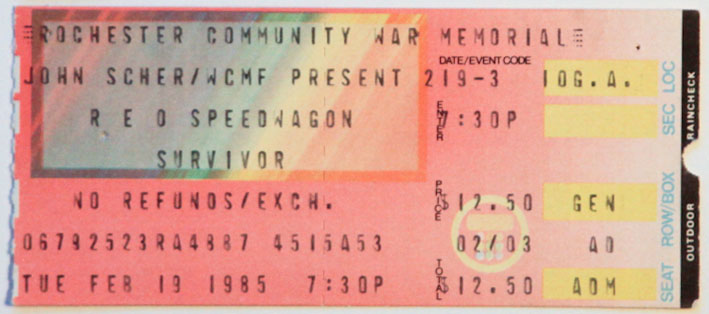 ROCHESTER COMMUNITY WAR MEMORIAL
DATE/EVENT CODE
JOHN SCHER/WCMF PRESENT 219-3 10G.A.
R E O SPEEDWAGON ENTER 7:30P
SURVIVOR
NO REFUNDS/EXCH. PRICE $12.50 GEN
06792523RA4887 4515A53 02/03 AD
TUE FEB 19 1985 7:30P TOTAL $12.50 ADM
SEAT ROW/BOX SEC LOC
OUTDOOR RAINCHECK